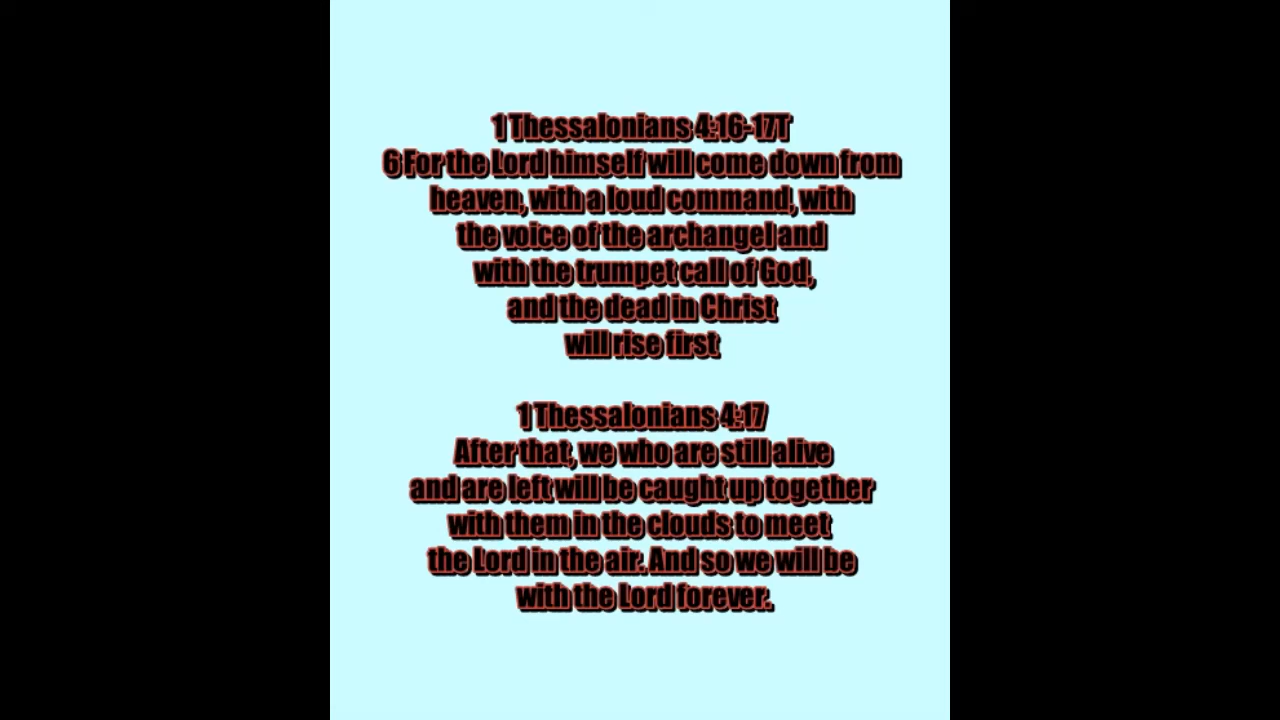 1 Thessalonians 4:16-17T
6 For the Lord himself will come down from
heaven, with a loud command, with
the voice of the archangel and
with the trumpet call of God,
and the dead in Christ
will rise first
1 Thessalonians 4:17
After that, we who are still alive
and are left will be caught up together
with them in the clouds to meet
the Lord in the air. And so we will be
with the Lord forever.